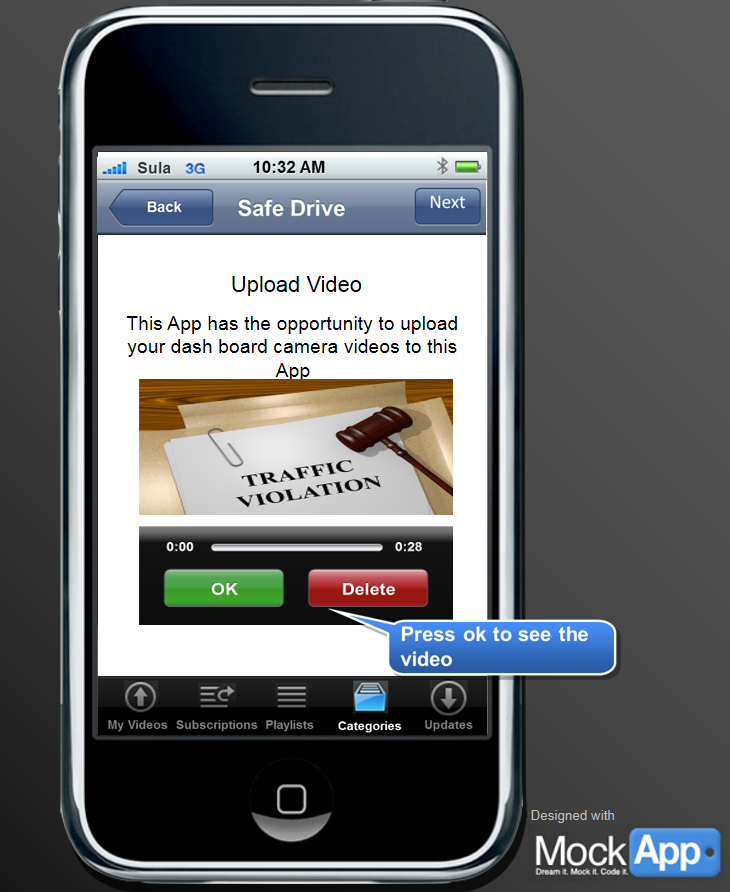 Sula 3G 10:32 AM
Back Safe Drive Next
Upload Video
This App has the opportunity to upload
your dash board camera videos to this
App
TRAFFIC
VIOLATION
0:00 0:28
OK Delete
Press ok to see the
video
My Videos Subscriptions Playlists Categories Updates
Designed with
MockApp
Dream it. Mock it. Code it.